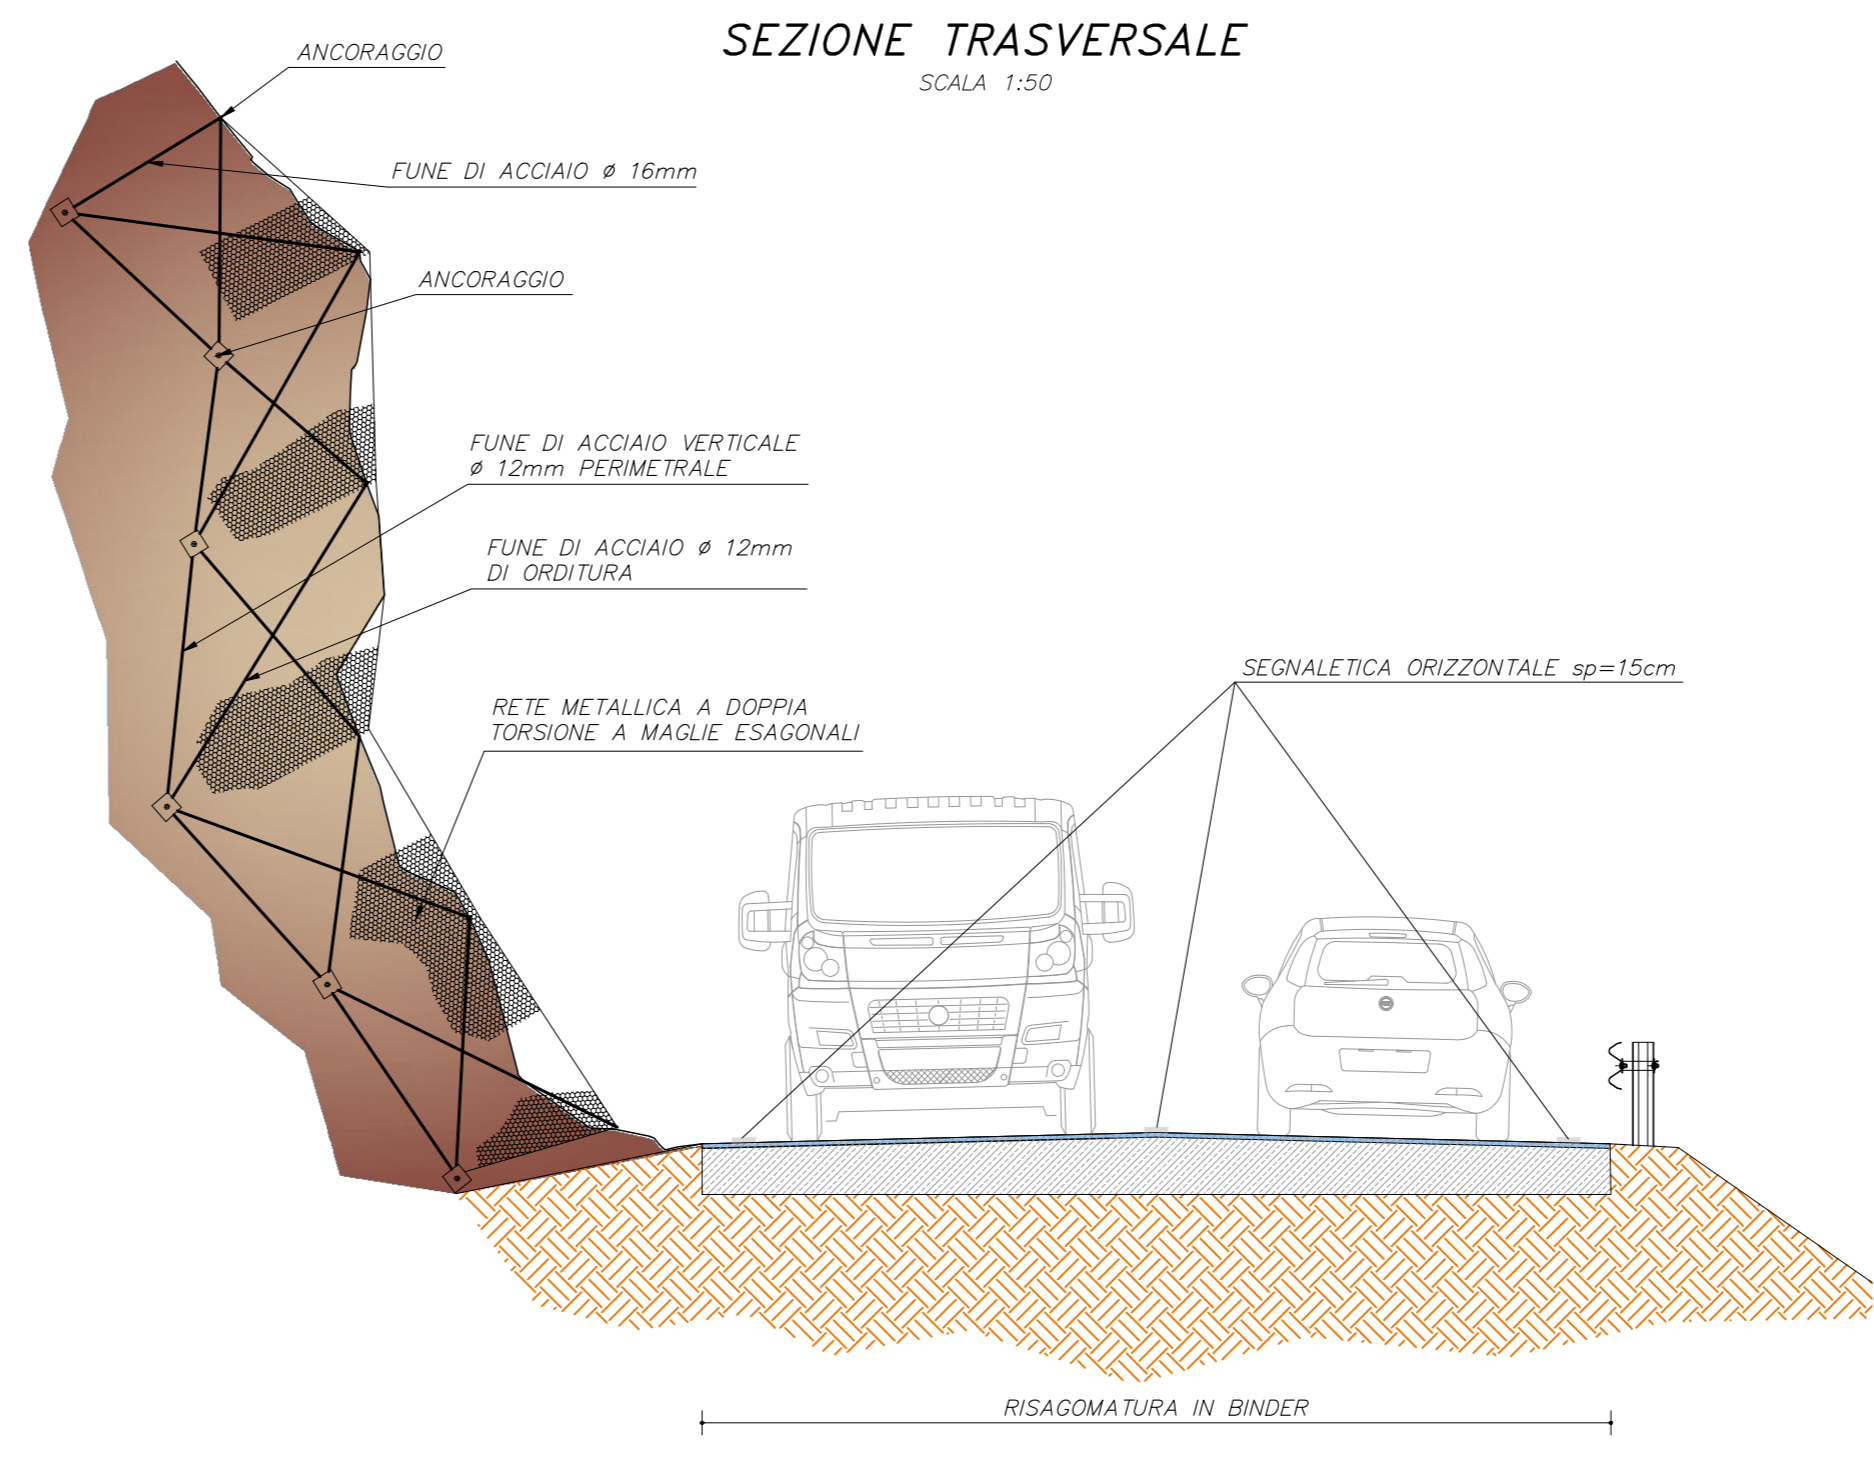 SEZIONE TRASVERSALE
SCALA 1:50
ANCORAGGIO
FUNE DI ACCIAIO ø 16mm
ANCORAGGIO
FUNE DI ACCIAIO VERTICALE
ø 12mm PERIMETRALE
FUNE DI ACCIAIO ø 12mm
DI ORDITURA
SEGNALETICA ORIZZONTALE sp=15cm
RETE METALLICA A DOPPIA
TORSIONE A MAGLIE ESAGONALI
RISAGOMATURA IN BINDER